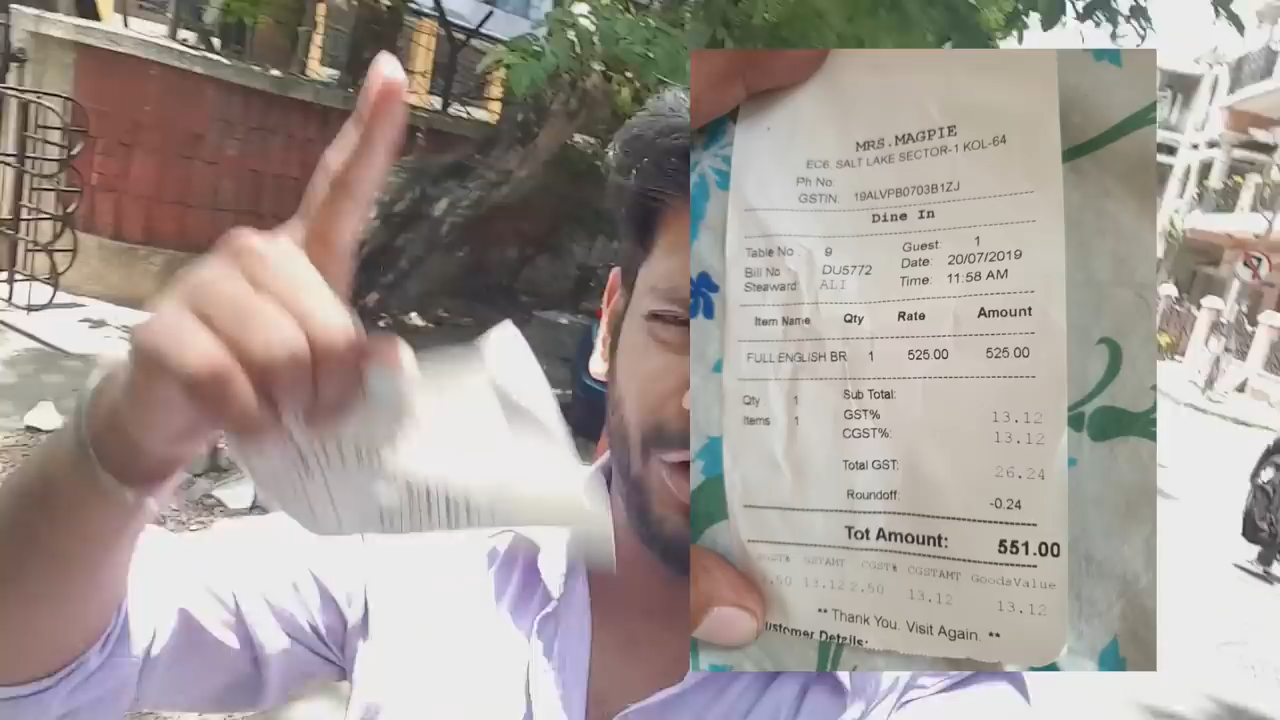 MRS.MAGPIE
EC6, SALT LAKE SECTOR-1 KOL-64
Ph No:
GSTIN: 19ALVPB0703B1ZJ
Dine In
Table No : 9 Guest: 1
Bill No : DU5772 Date: 20/07/2019
Steaward: ALI Time: 11:58 AM
Item Name Qty Rate Amount
FULL ENGLISH BR 1 525.00 525.00
Qty : 1 Sub Total:
Items : 1 GST% 13.12
CGST%: 13.12
Total GST: 26.24
Roundoff: -0.24
Tot Amount: 551.00
GSTAMT CGST% CGSTAMT GoodsValue
13.12 2.50 13.12 13.12
** Thank You. Visit Again. **
ustomer Details: